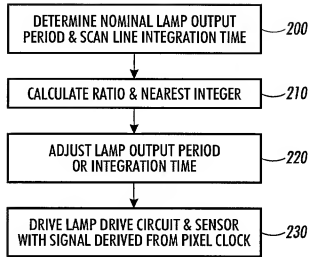 DETERMINE NOMINAL LAMP OUTPUT
PERIOD & SCAN LINE INTEGRATION TIME
200
CALCULATE RATIO & NEAREST INTEGER
210
ADJUST LAMP OUTPUT PERIOD
OR INTEGRATION TIME
220
DRIVE LAMP DRIVE CIRCUIT & SENSOR
WITH SIGNAL DERIVED FROM PIXEL CLOCK
230